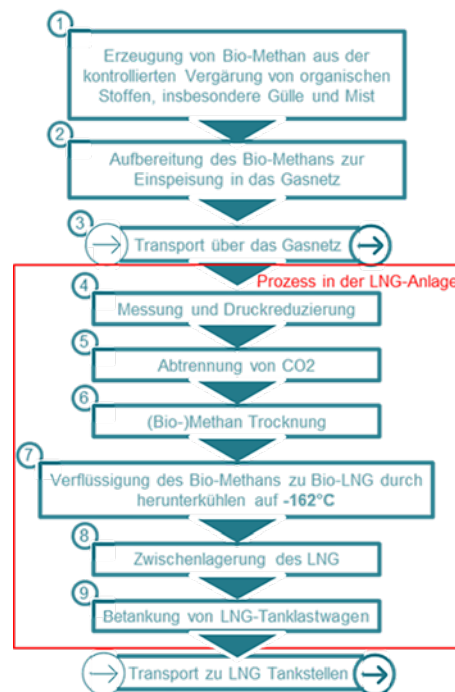 1
Erzeugung von Bio-Methan aus der
kontrollierten Vergärung von organischen
Stoffen, insbesondere Gülle und Mist
2
Aufbereitung des Bio-Methans zur
Einspeisung in das Gasnetz
3
Transport über das Gasnetz
Prozess in der LNG-Anlage
4
Messung und Druckreduzierung
5
Abtrennung von CO2
6
(Bio-)Methan Trocknung
7
Verflüssigung des Bio-Methans zu Bio-LNG durch
herunterkühlen auf -162°C
8
Zwischenlagerung des LNG
9
Betankung von LNG-Tanklastwagen
Transport zu LNG Tankstellen